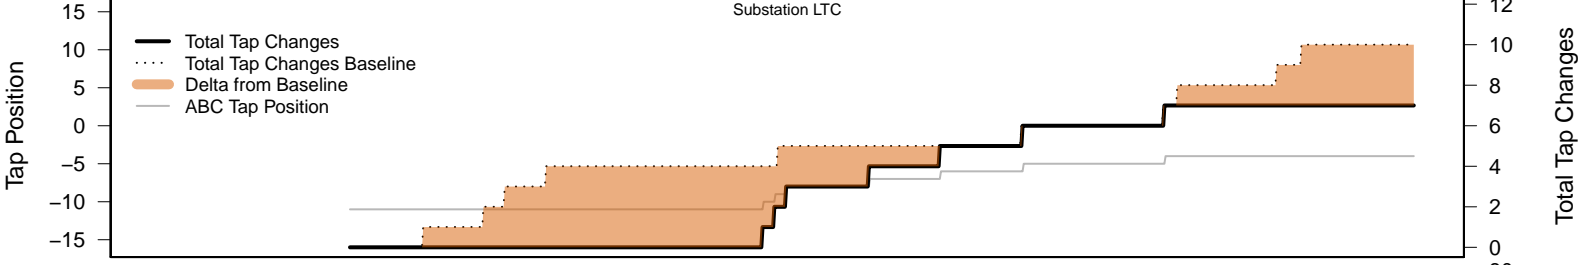 Substation LTC
Total Tap Changes
Total Tap Changes Baseline
Delta from Baseline
ABC Tap Position
Tap Position
15
10
5
0
−5
−10
−15
12
10
8
6
4
2
0
Total Tap Changes